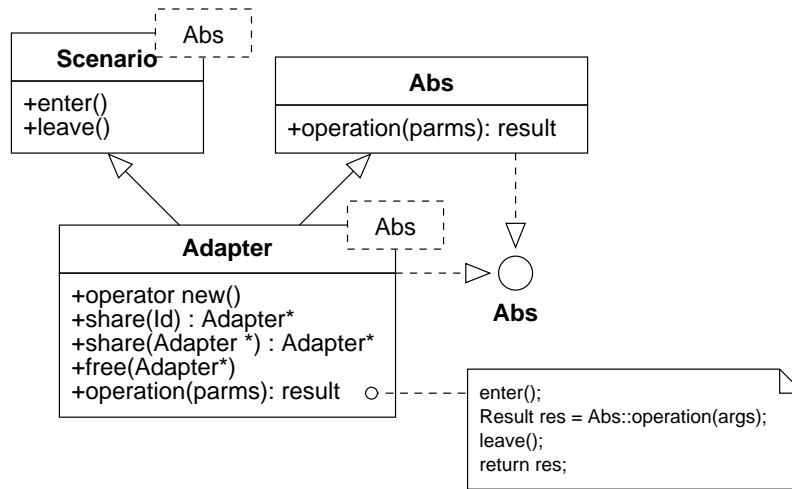 Abs
Scenario
+enter()
+leave()
Abs
+operation(parms): result
Abs
Adapter
+operator new()
+share(Id) : Adapter*
+share(Adapter *) : Adapter*
+free(Adapter*)
+operation(parms): result
Abs
enter();
Result res = Abs::operation(args);
leave();
return res;